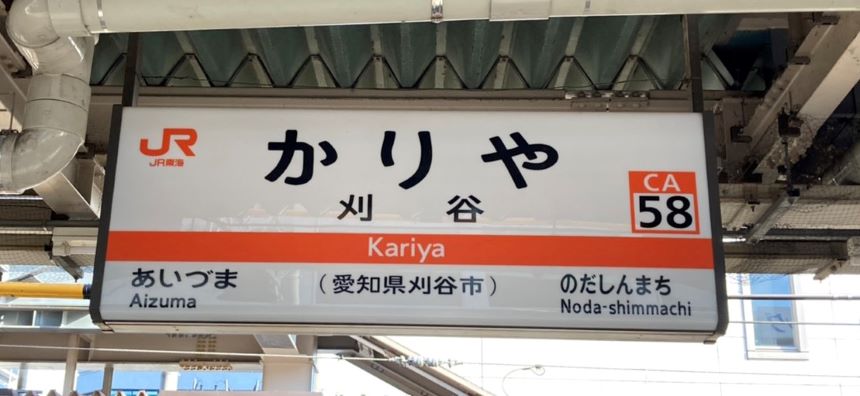 JR
JR東海
かりや
刈谷
CA
58
Kariya
あいづま
Aizuma
（愛知県刈谷市）
のだしんまち
Noda-shimmachi